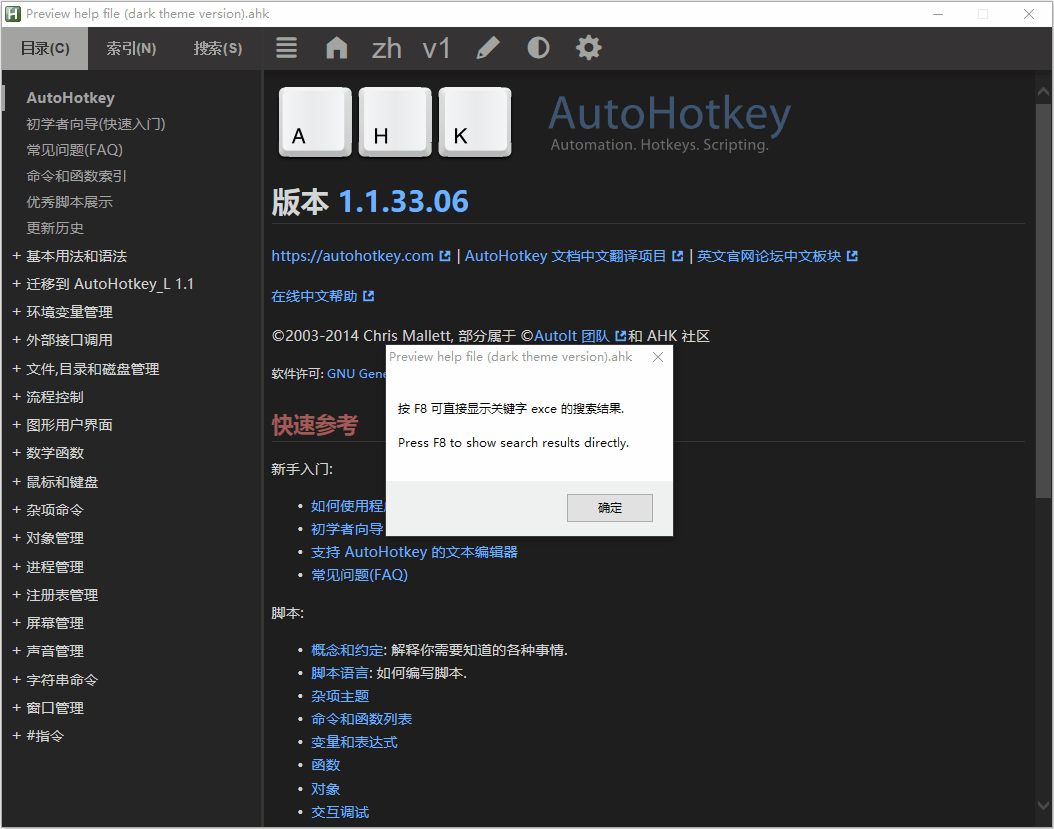 Preview help file (dark theme version).ahk
目录(C) 索引(N) 搜索(S) zh v1
AutoHotkey
初学者向导(快速入门)
常见问题(FAQ)
命令和函数索引
优秀脚本展示
更新历史
+ 基本用法和语法
+ 迁移到 AutoHotkey_L 1.1
+ 环境变量管理
+ 外部接口调用
+ 文件,目录和磁盘管理
+ 流程控制
+ 图形用户界面
+ 数学函数
+ 鼠标和键盘
+ 杂项命令
+ 对象管理
+ 进程管理
+ 注册表管理
+ 屏幕管理
+ 声音管理
+ 字符串命令
+ 窗口管理
+ #指令
A H K
AutoHotkey
Automation. Hotkeys. Scripting.
版本 1.1.33.06
https://autohotkey.com | AutoHotkey 文档中文翻译项目 | 英文官网论坛中文板块
在线中文帮助
©2003-2014 Chris Mallett, 部分属于 ©AutoIt 团队 和 AHK 社区
软件许可: GNU Gene
快速参考
新手入门:
• 如何使用程
• 初学者向导
• 支持 AutoHotkey 的文本编辑器
• 常见问题(FAQ)
脚本:
• 概念和约定: 解释你需要知道的各种事情.
• 脚本语言: 如何编写脚本.
• 杂项主题
• 命令和函数列表
• 变量和表达式
• 函数
• 对象
• 交互调试
Preview help file (dark theme version).ahk
按 F8 可直接显示关键字 exce 的搜索结果.
Press F8 to show search results directly.
确定